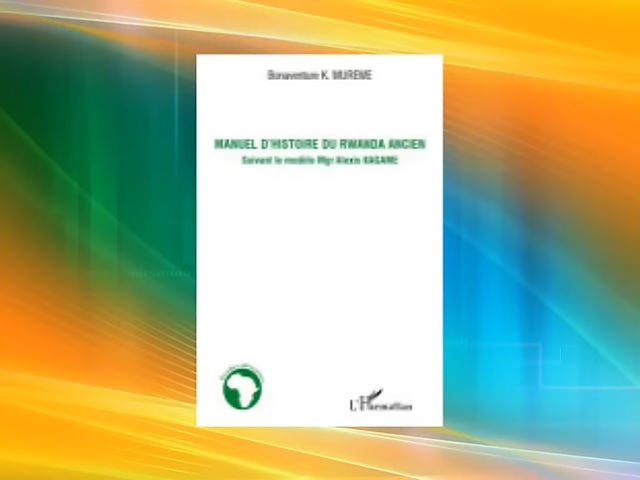 Bonaventure K. MUREME
MANUEL D'HISTOIRE DU RWANDA ANCIEN
Suivant le modèle Mgr Alexis KAGAME
L'Harmattan